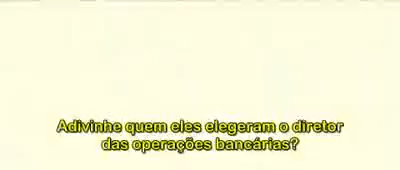 Adivinhe quem eles elegeram o diretor
das operações bancárias?